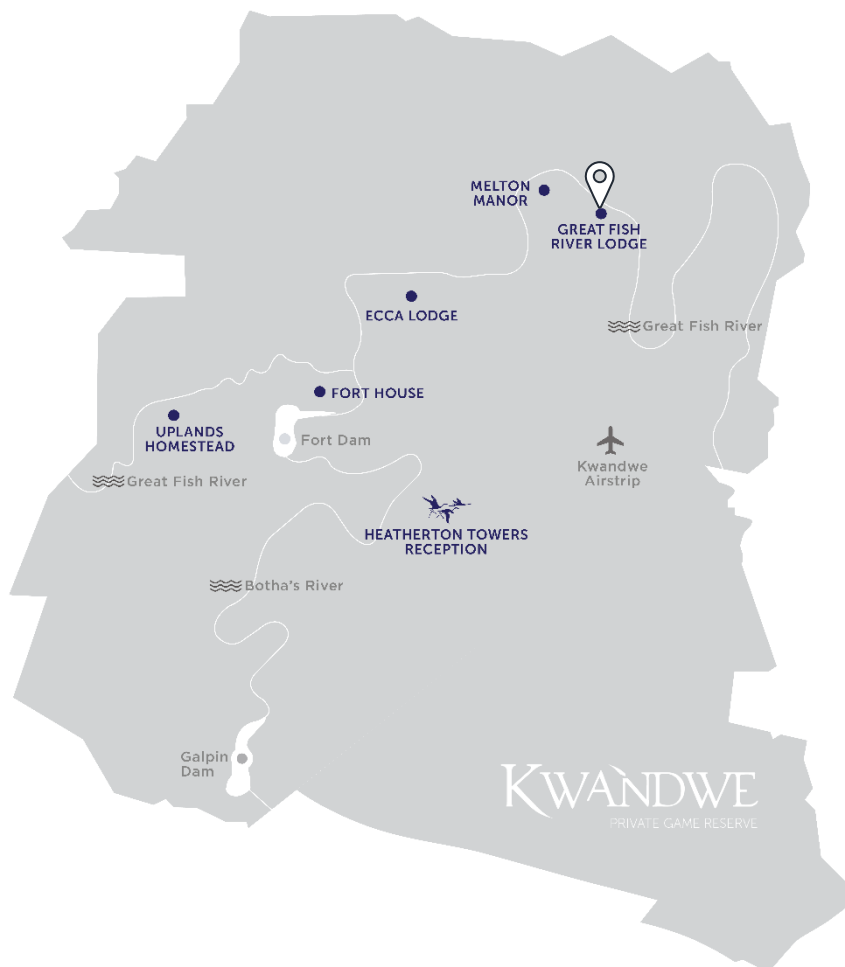 MELTON
MANOR
GREAT FISH
RIVER LODGE
ECCA LODGE
Great Fish River
FORT HOUSE
UPLANDS
HOMESTEAD
Fort Dam
Kwandwe
Airstrip
Great Fish River
HEATHERTON TOWERS
RECEPTION
Botha's River
Galpin
Dam
KWANDWE
PRIVATE GAME RESERVE